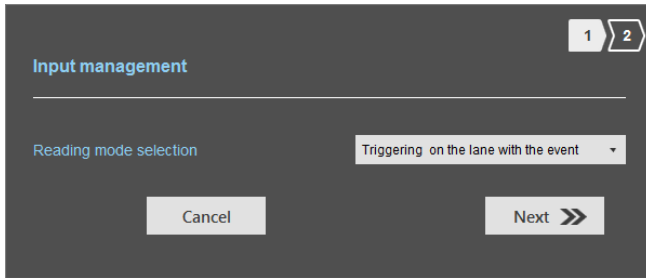 1 2
Input management
Reading mode selection
Triggering on the lane with the event
Cancel
Next